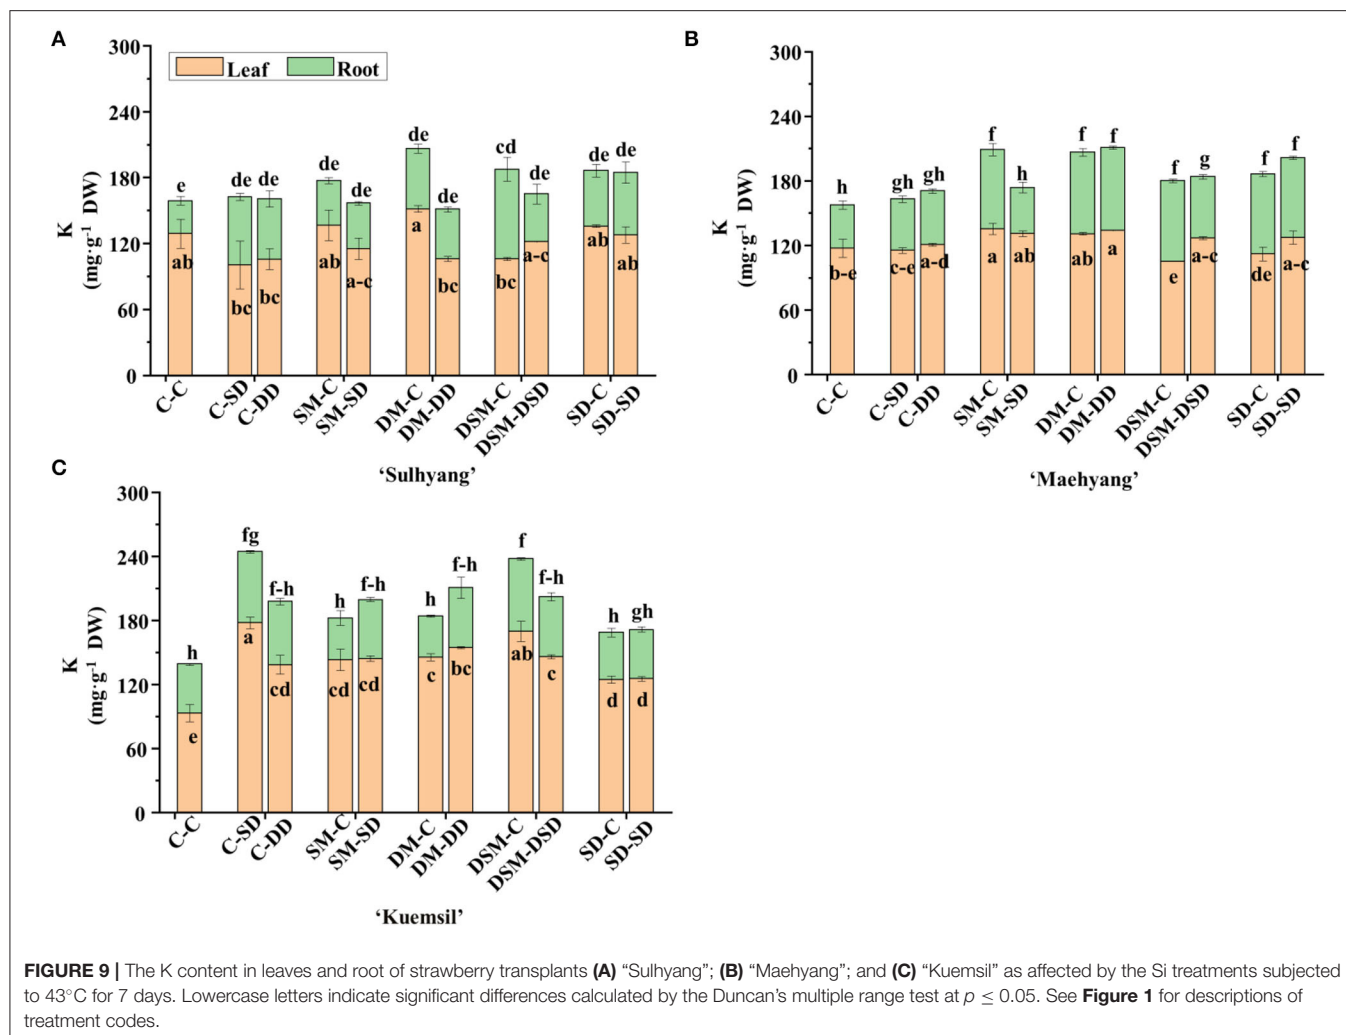 A
300
240
180
120
60
0
K
(mg·g⁻¹ DW)
Leaf Root
e de de de de de de cd de de de
ab bc bc ab a-c a bc bc a-c ab ab
C-C C-SD C-DD SM-C SM-SD DM-C DM-DD DSM-C DSM-DSD SD-C SD-SD
‘Sulhyang’
B
300
240
180
120
60
0
K
(mg·g⁻¹ DW)
h gh gh f h f f f g f f
b-e c-e a-d a ab ab a e a-c de a-c
C-C C-SD C-DD SM-C SM-SD DM-C DM-DD DSM-C DSM-DSD SD-C SD-SD
‘Maehyang’
C
300
240
180
120
60
0
K
(mg·g⁻¹ DW)
h fg f-h h f-h h f-h f f-h h gh
e a cd cd cd c bc ab c d d
C-C C-SD C-DD SM-C SM-SD DM-C DM-DD DSM-C DSM-DSD SD-C SD-SD
‘Kuemsil’
FIGURE 9 | The K content in leaves and root of strawberry transplants (A) “Sulhyang”; (B) “Maehyang”; and (C) “Kuemsil” as affected by the Si treatments subjected
to 43°C for 7 days. Lowercase letters indicate significant differences calculated by the Duncan’s multiple range test at p ≤ 0.05. See Figure 1 for descriptions of
treatment codes.